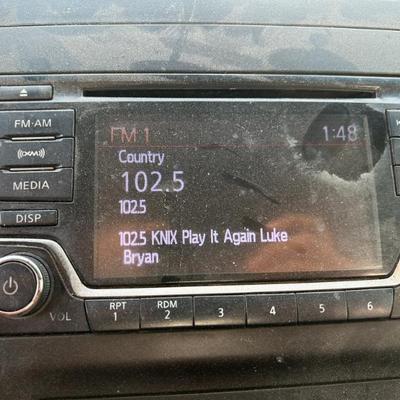 FM·AM
FM 1 1:48
Country
(XM)
102.5
MEDIA
102.5
DISP
102.5 KNIX Play It Again Luke
Bryan
VOL
RPT RDM
1 2 3 4 5 6